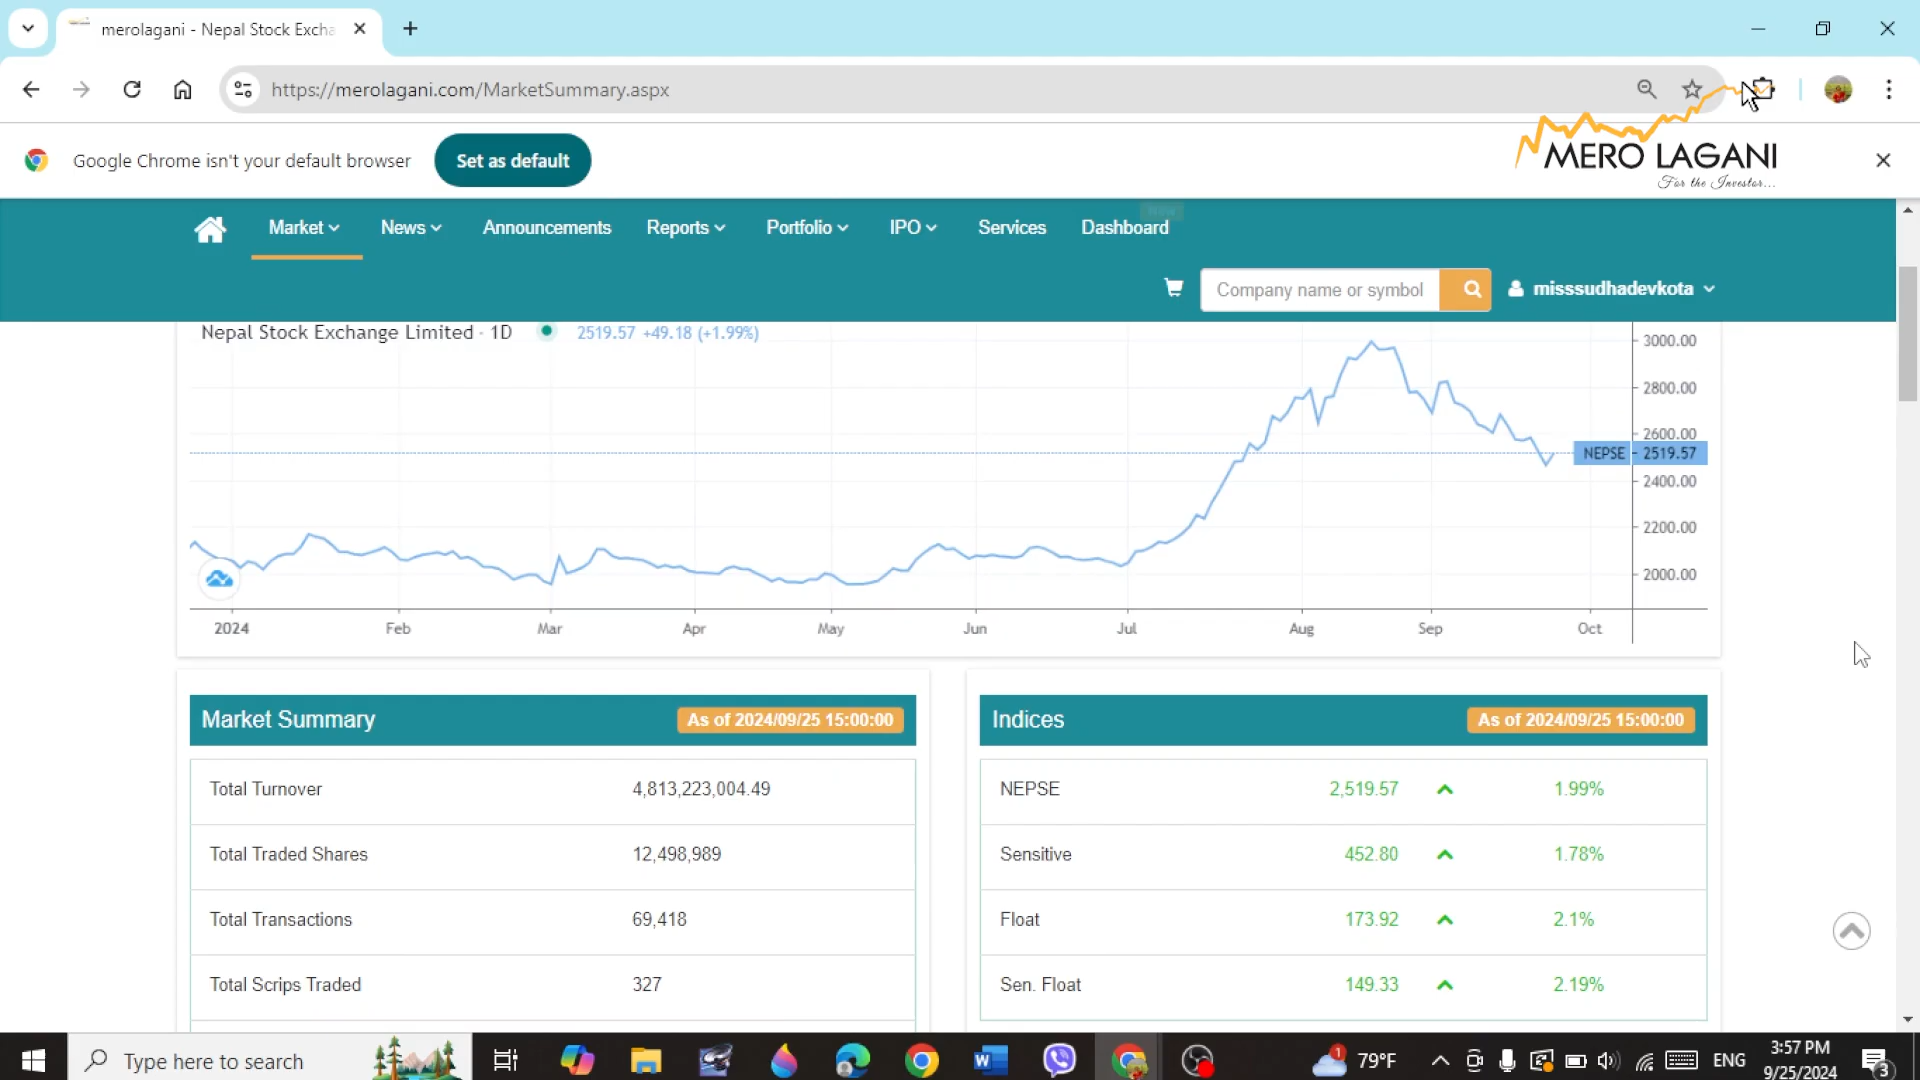 merolagani - Nepal Stock Excha
https://merolagani.com/MarketSummary.aspx
Google Chrome isn't your default browser
Set as default
MERO LAGANI
For the Investor...
Market
News
Announcements
Reports
Portfolio
IPO
Services
Dashboard
Company name or symbol
misssudhadevkota
Nepal Stock Exchange Limited · 1D 2519.57 +49.18 (+1.99%)
3000.00
2800.00
2600.00
NEPSE 2519.57
2400.00
2200.00
2000.00
2024 Feb Mar Apr May Jun Jul Aug Sep Oct
Market Summary As of 2024/09/25 15:00:00
Total Turnover 4,813,223,004.49
Total Traded Shares 12,498,989
Total Transactions 69,418
Total Scrips Traded 327
Indices As of 2024/09/25 15:00:00
NEPSE 2,519.57 1.99%
Sensitive 452.80 1.78%
Float 173.92 2.1%
Sen. Float 149.33 2.19%
Type here to search
1
79°F
ENG
3:57 PM
9/25/2024
3